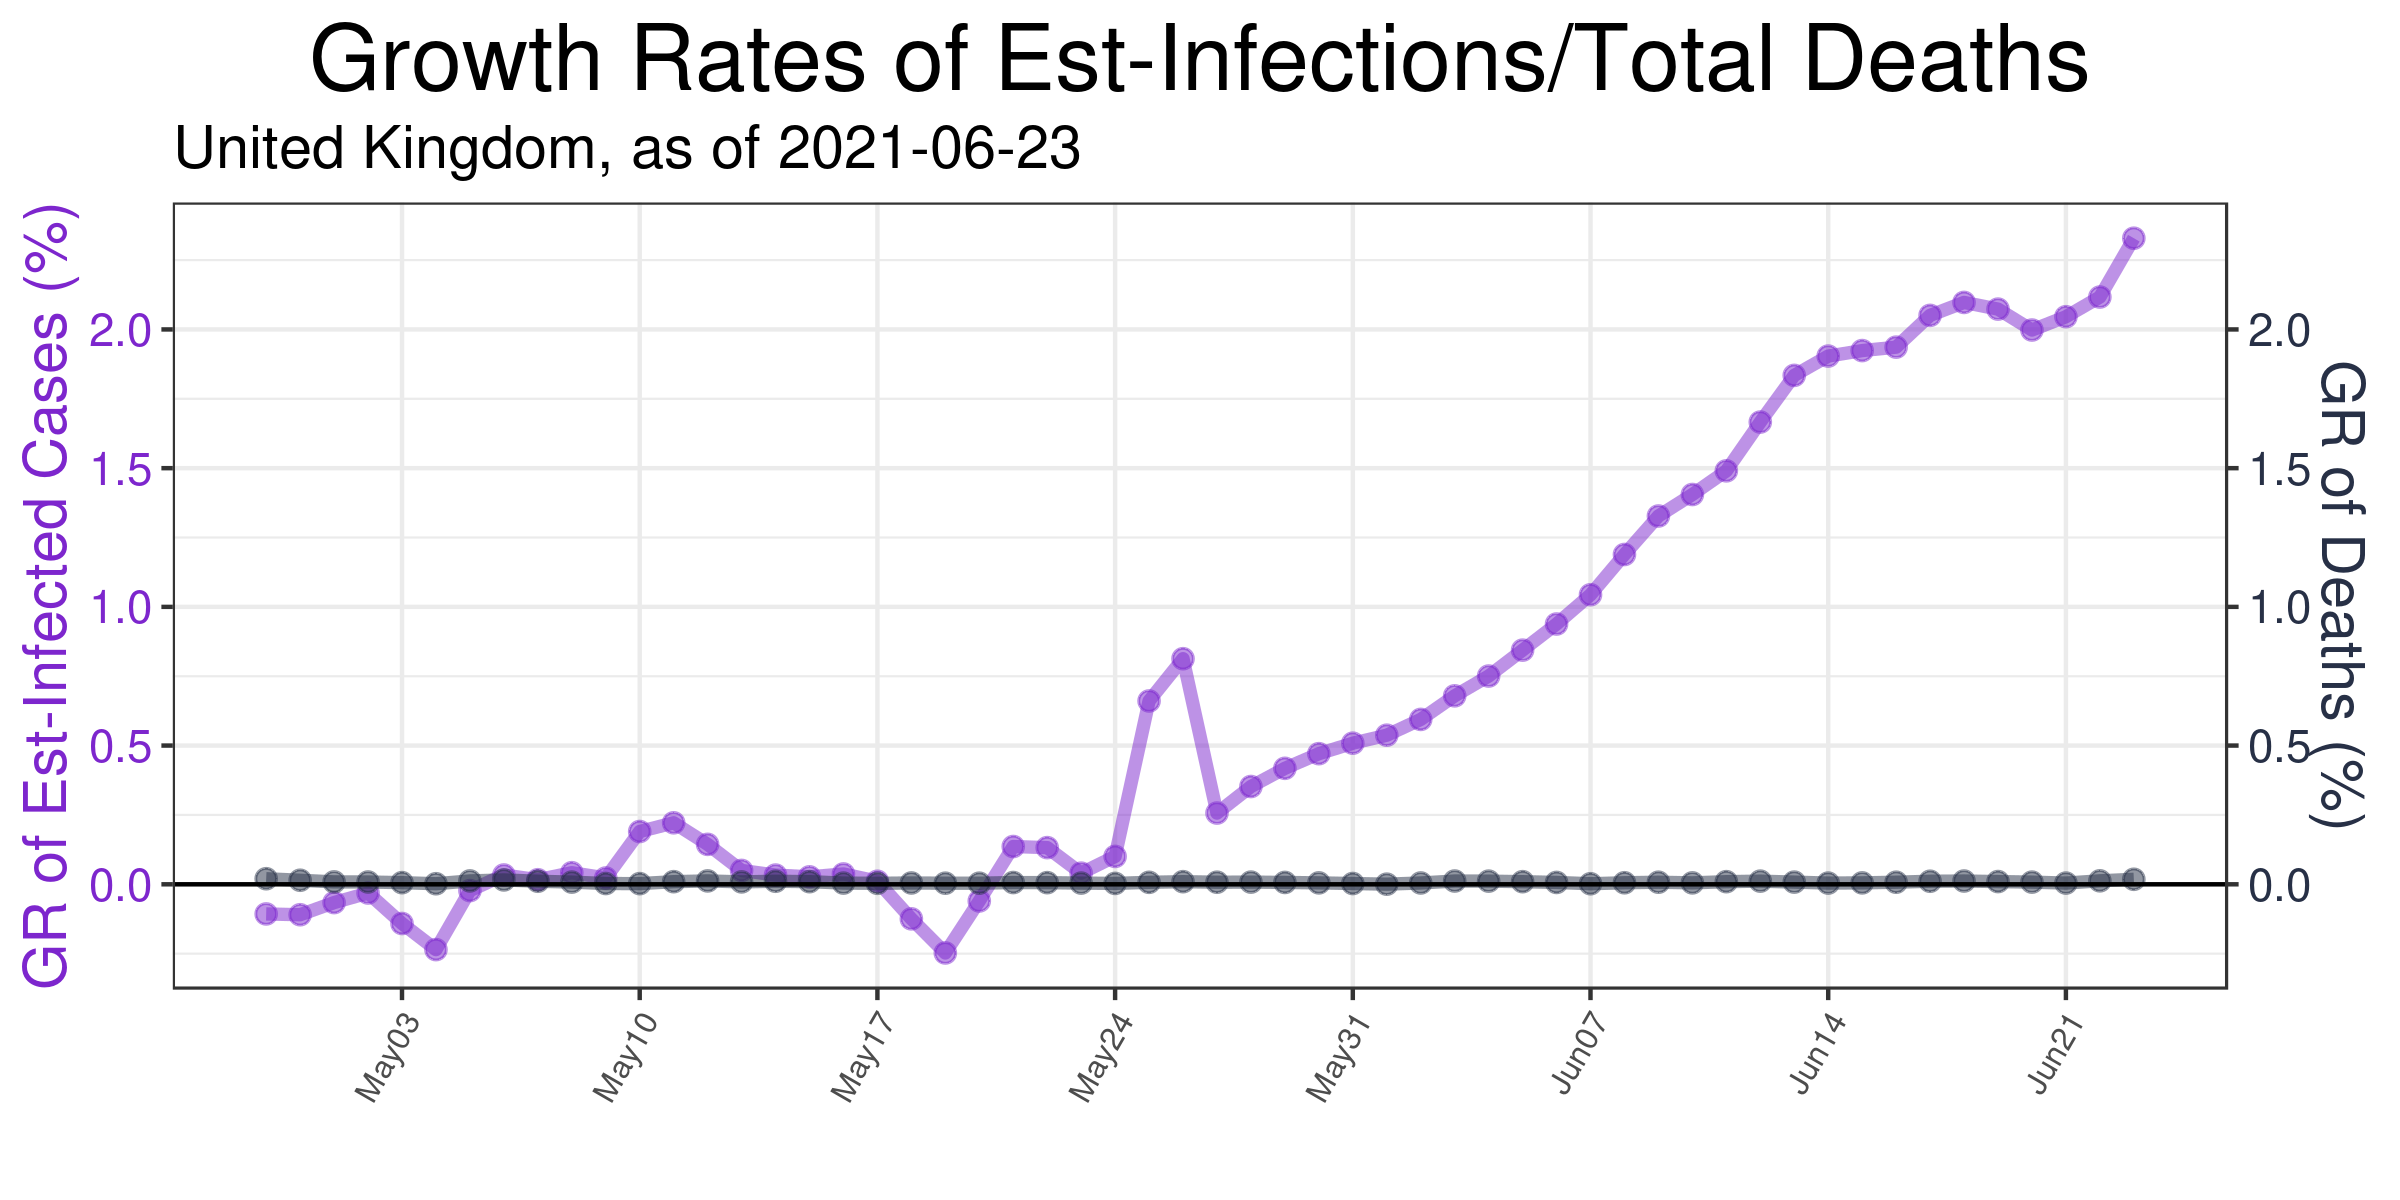 Growth Rates of Est-Infections/Total Deaths
United Kingdom, as of 2021-06-23
GR of Est-Infected Cases (%)
2.0
1.5
1.0
0.5
0.0
2.0
1.5
1.0
0.5
0.0
GR of Deaths (%)
May03
May10
May17
May24
May31
Jun07
Jun14
Jun21